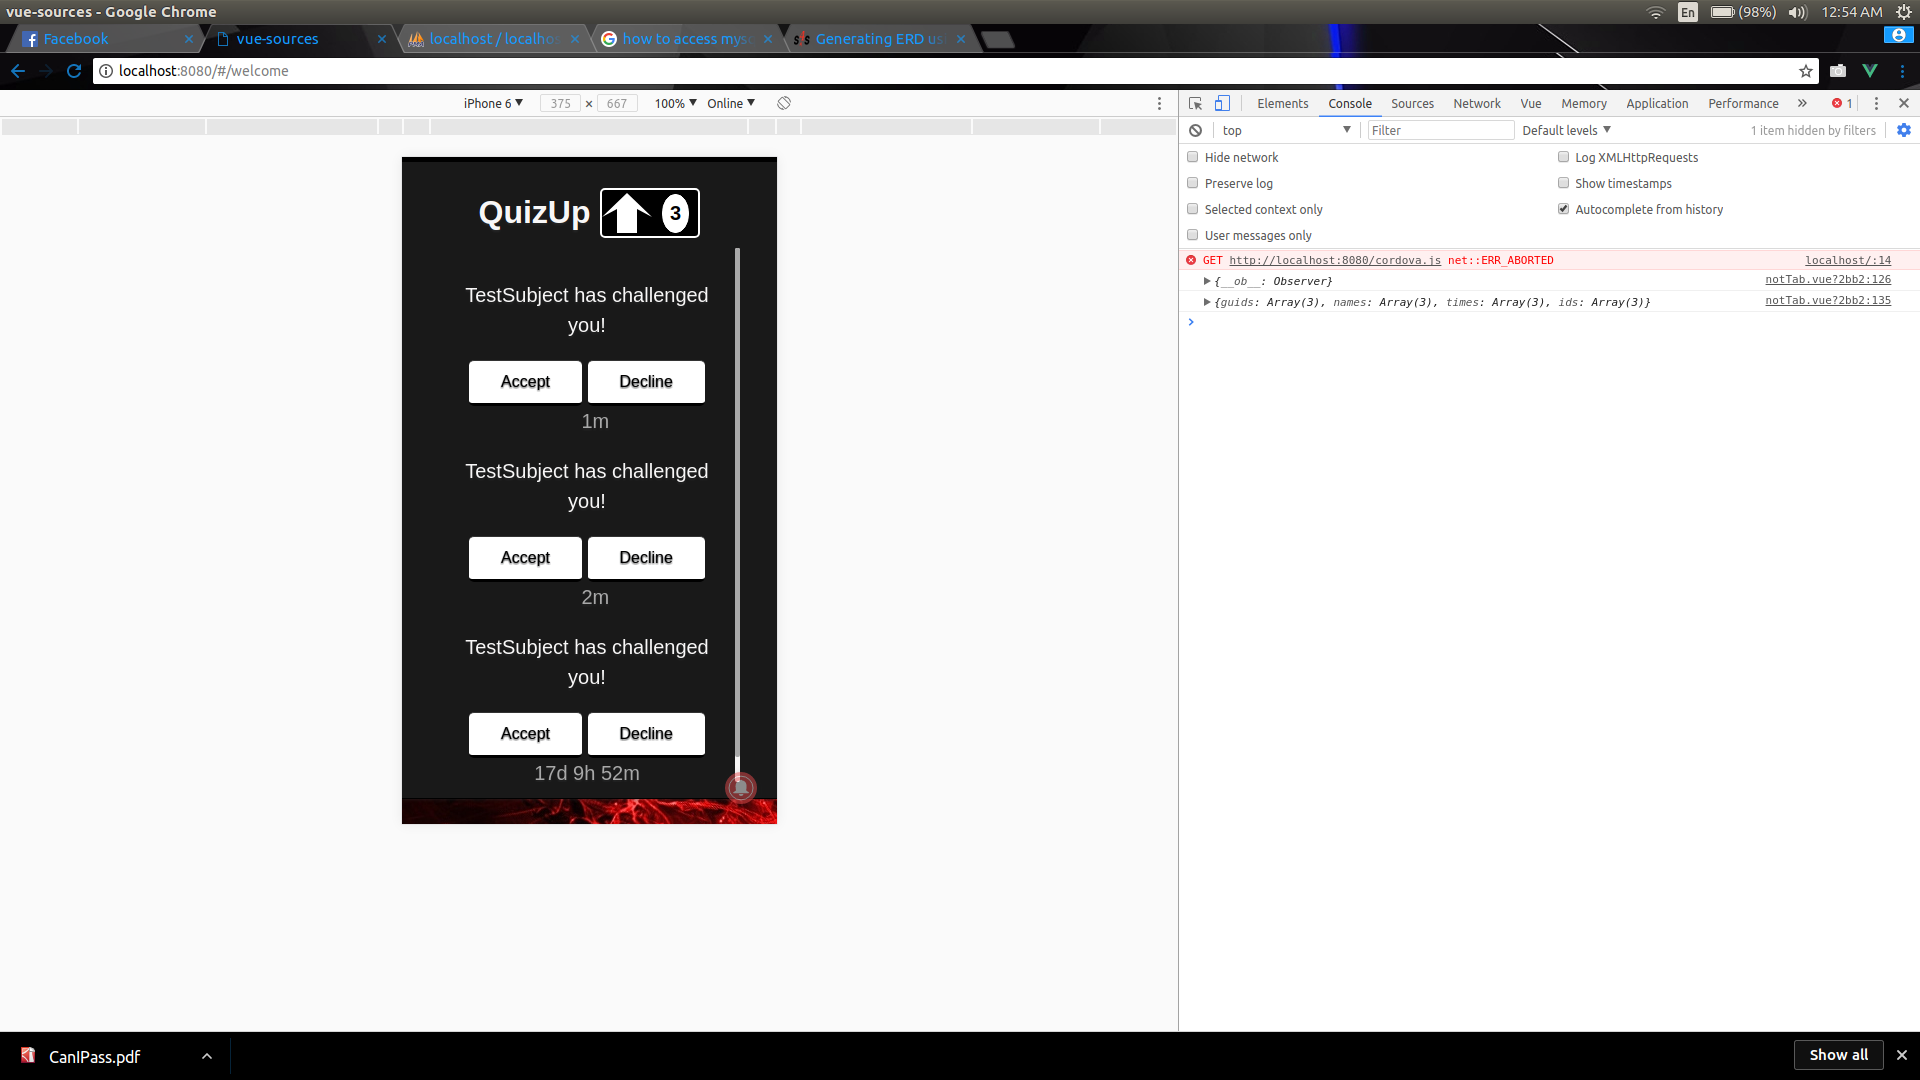 vue-sources - Google Chrome
En (98%) 12:54 AM
Facebook
vue-sources
localhost / localhos
how to access mys
Generating ERD us
localhost:8080/#/welcome
iPhone 6 375 × 667 100% Online
Elements Console Sources Network Vue Memory Application Performance » 1
top Filter Default levels 1 item hidden by filters
Hide network Log XMLHttpRequests
Preserve log Show timestamps
Selected context only Autocomplete from history
User messages only
GET http://localhost:8080/cordova.js net::ERR_ABORTED localhost/:14
{__ob__: Observer} notTab.vue?2bb2:126
{guids: Array(3), names: Array(3), times: Array(3), ids: Array(3)} notTab.vue?2bb2:135
QuizUp 3
TestSubject has challenged
you!
Accept Decline
1m
TestSubject has challenged
you!
Accept Decline
2m
TestSubject has challenged
you!
Accept Decline
17d 9h 52m
CanIPass.pdf
Show all